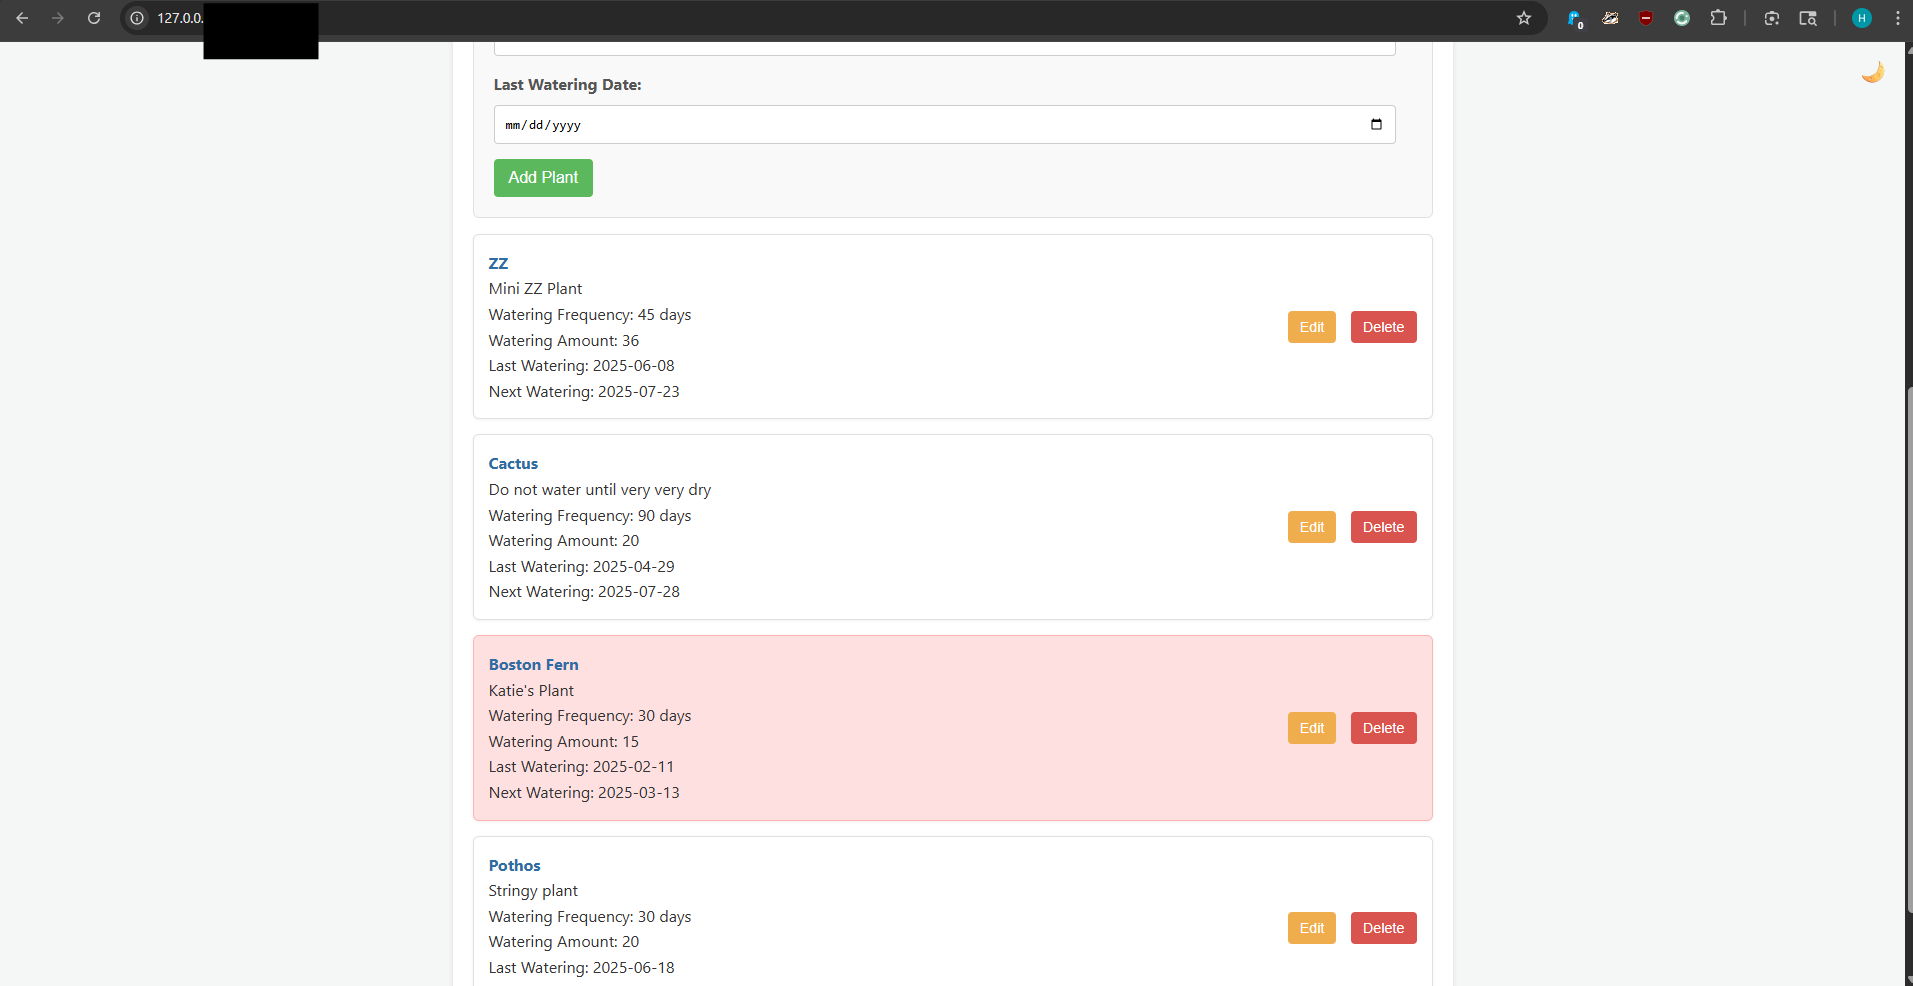 127.0.0.
0
H
Last Watering Date:
mm/dd/yyyy
Add Plant
ZZ
Mini ZZ Plant
Watering Frequency: 45 days
Watering Amount: 36
Last Watering: 2025-06-08
Next Watering: 2025-07-23
Edit
Delete
Cactus
Do not water until very very dry
Watering Frequency: 90 days
Watering Amount: 20
Last Watering: 2025-04-29
Next Watering: 2025-07-28
Edit
Delete
Boston Fern
Katie's Plant
Watering Frequency: 30 days
Watering Amount: 15
Last Watering: 2025-02-11
Next Watering: 2025-03-13
Edit
Delete
Pothos
Stringy plant
Watering Frequency: 30 days
Watering Amount: 20
Last Watering: 2025-06-18
Edit
Delete